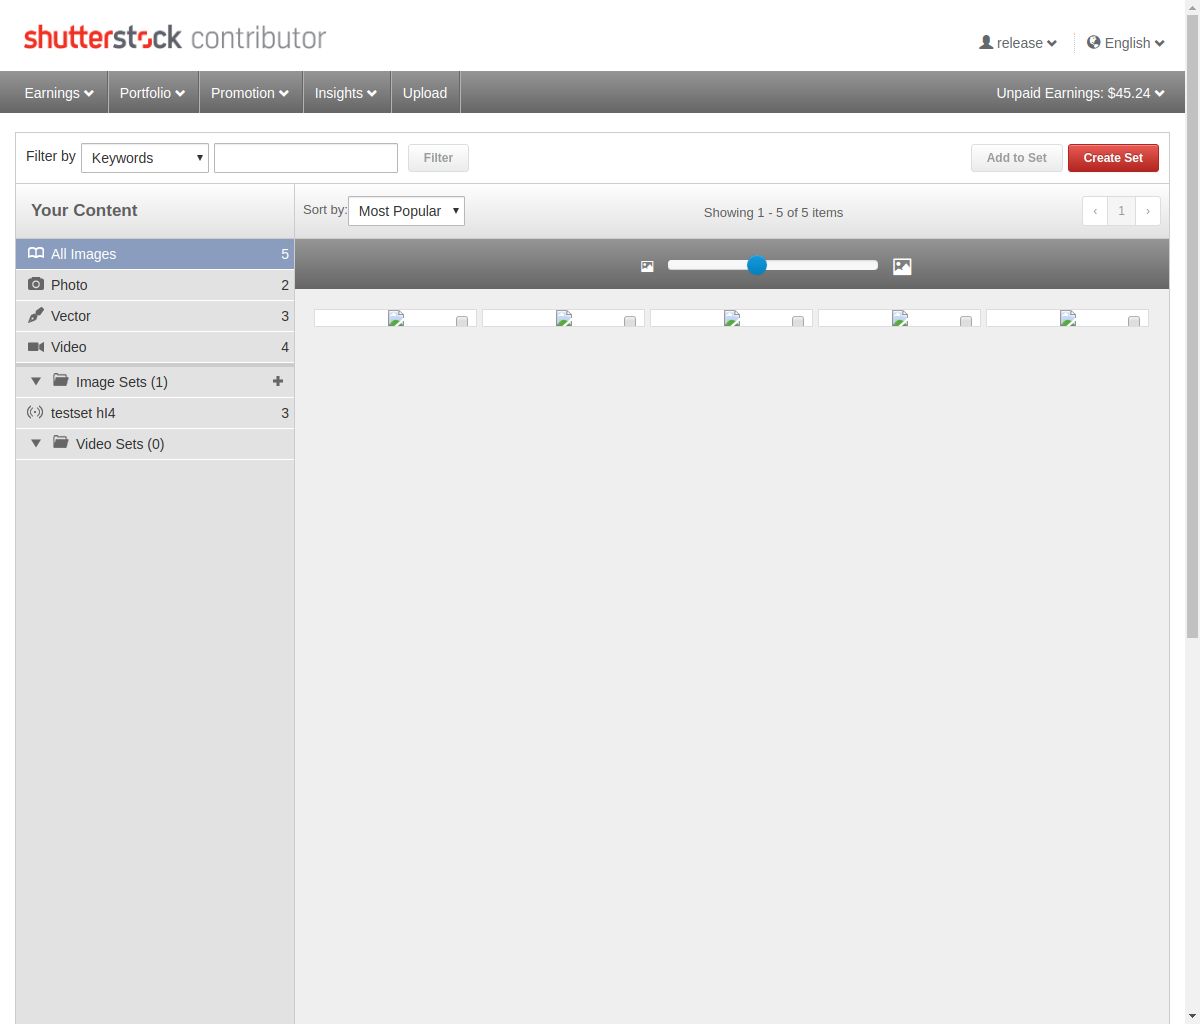 shutterstock contributor
release
English
Earnings
Portfolio
Promotion
Insights
Upload
Unpaid Earnings: $45.24
Filter by
Keywords
Filter
Add to Set
Create Set
Your Content
Sort by:
Most Popular
Showing 1 - 5 of 5 items
‹ 1 ›
All Images 5
Photo 2
Vector 3
Video 4
Image Sets (1)
testset hI4 3
Video Sets (0)